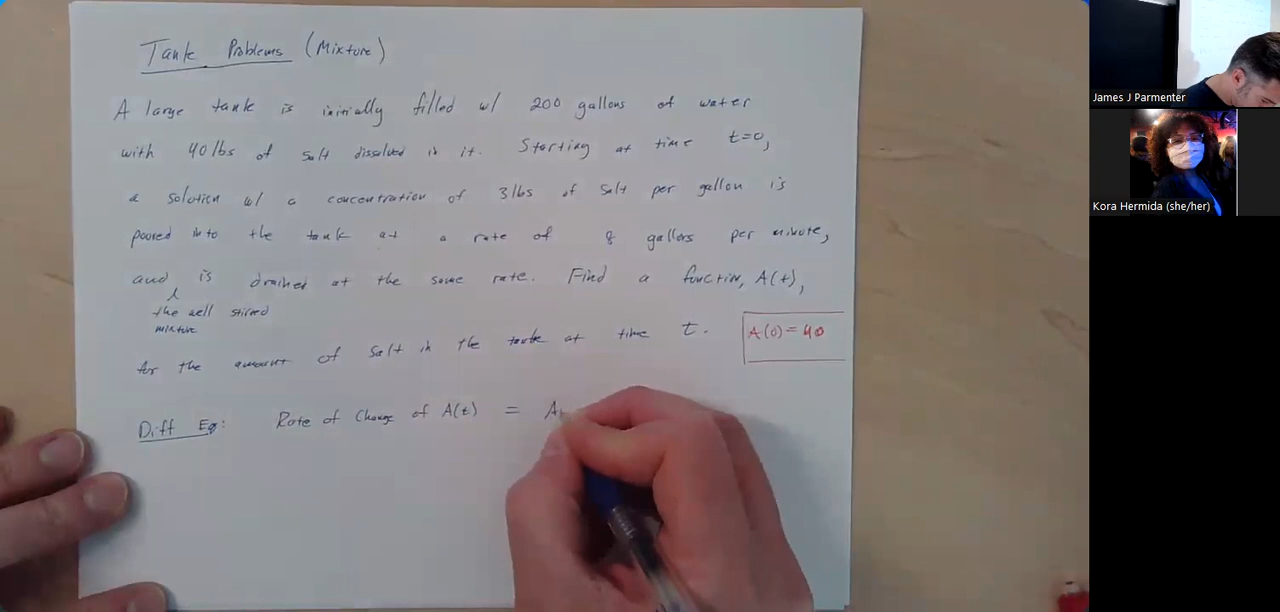 Tank Problems (Mixture)
A large tank is initially filled w/ 200 gallons of water
with 40 lbs of salt dissolved in it. Starting at time t=0,
a solution w/ a concentration of 3 lbs of salt per gallon is
poured into the tank at a rate of 8 gallons per minute,
and is drained at the same rate. Find a function, A(t),
the well stirred
mixture
for the amount of salt in the tank at time t.
A(0) = 40
Diff Eq: Rate of Change of A(t) = A
James J Parmenter
Kora Hermida (she/her)